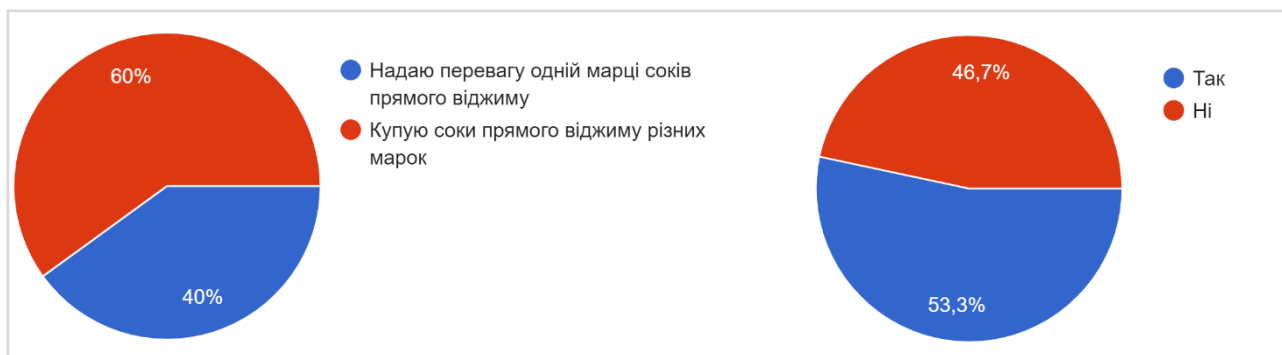 60%
40%
Надаю перевагу одній марці соків
прямого віджиму
Купую соки прямого віджиму різних
марок
46,7%
53,3%
Так
Ні